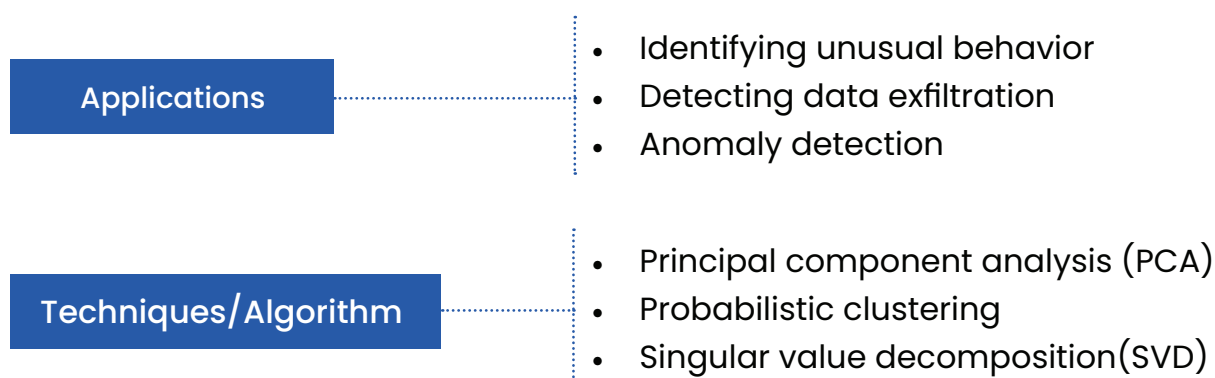 Applications
• Identifying unusual behavior
• Detecting data exfiltration
• Anomaly detection
Techniques/Algorithm
• Principal component analysis (PCA)
• Probabilistic clustering
• Singular value decomposition(SVD)